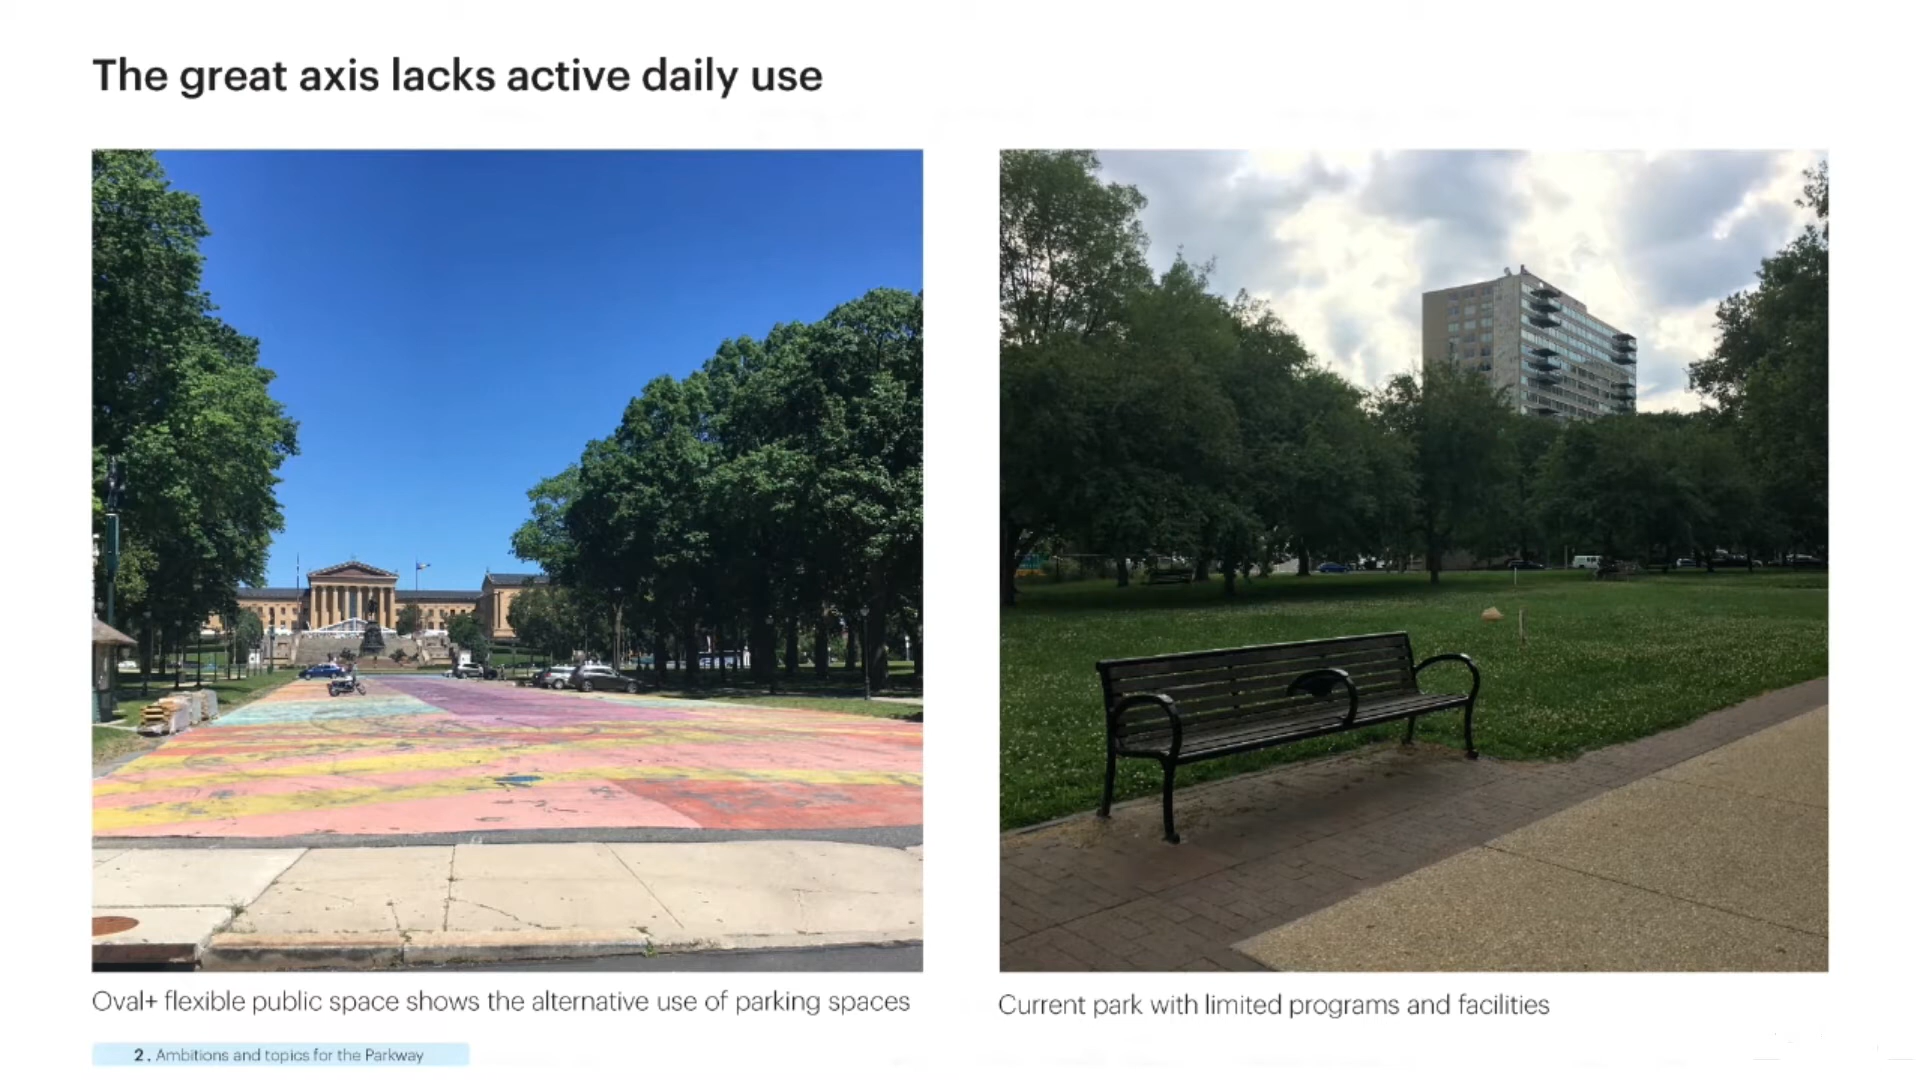 The great axis lacks active daily use
Oval+ flexible public space shows the alternative use of parking spaces
Current park with limited programs and facilities
2. Ambitions and topics for the Parkway